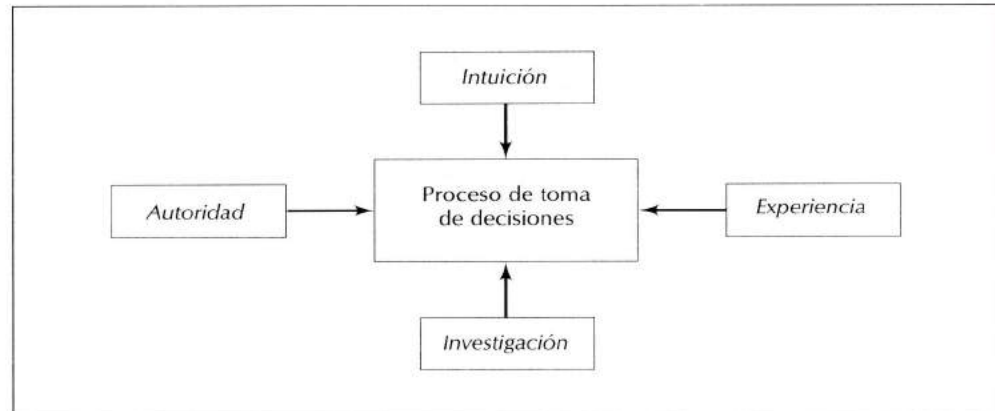 Intuición
Autoridad
Proceso de toma
de decisiones
Experiencia
Investigación